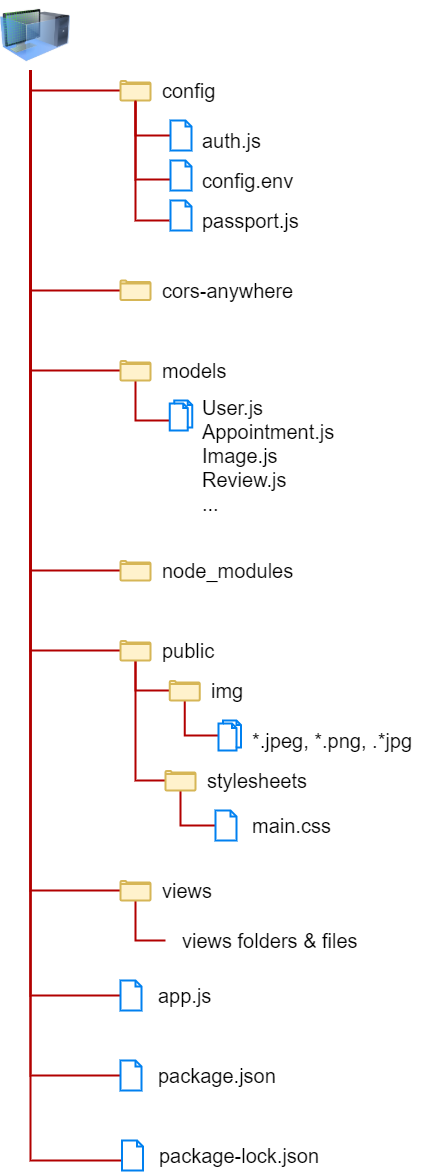 config
auth.js
config.env
passport.js
cors-anywhere
models
User.js
Appointment.js
Image.js
Review.js
...
node_modules
public
img
*.jpeg, *.png, .*jpg
stylesheets
main.css
views
views folders & files
app.js
package.json
package-lock.json